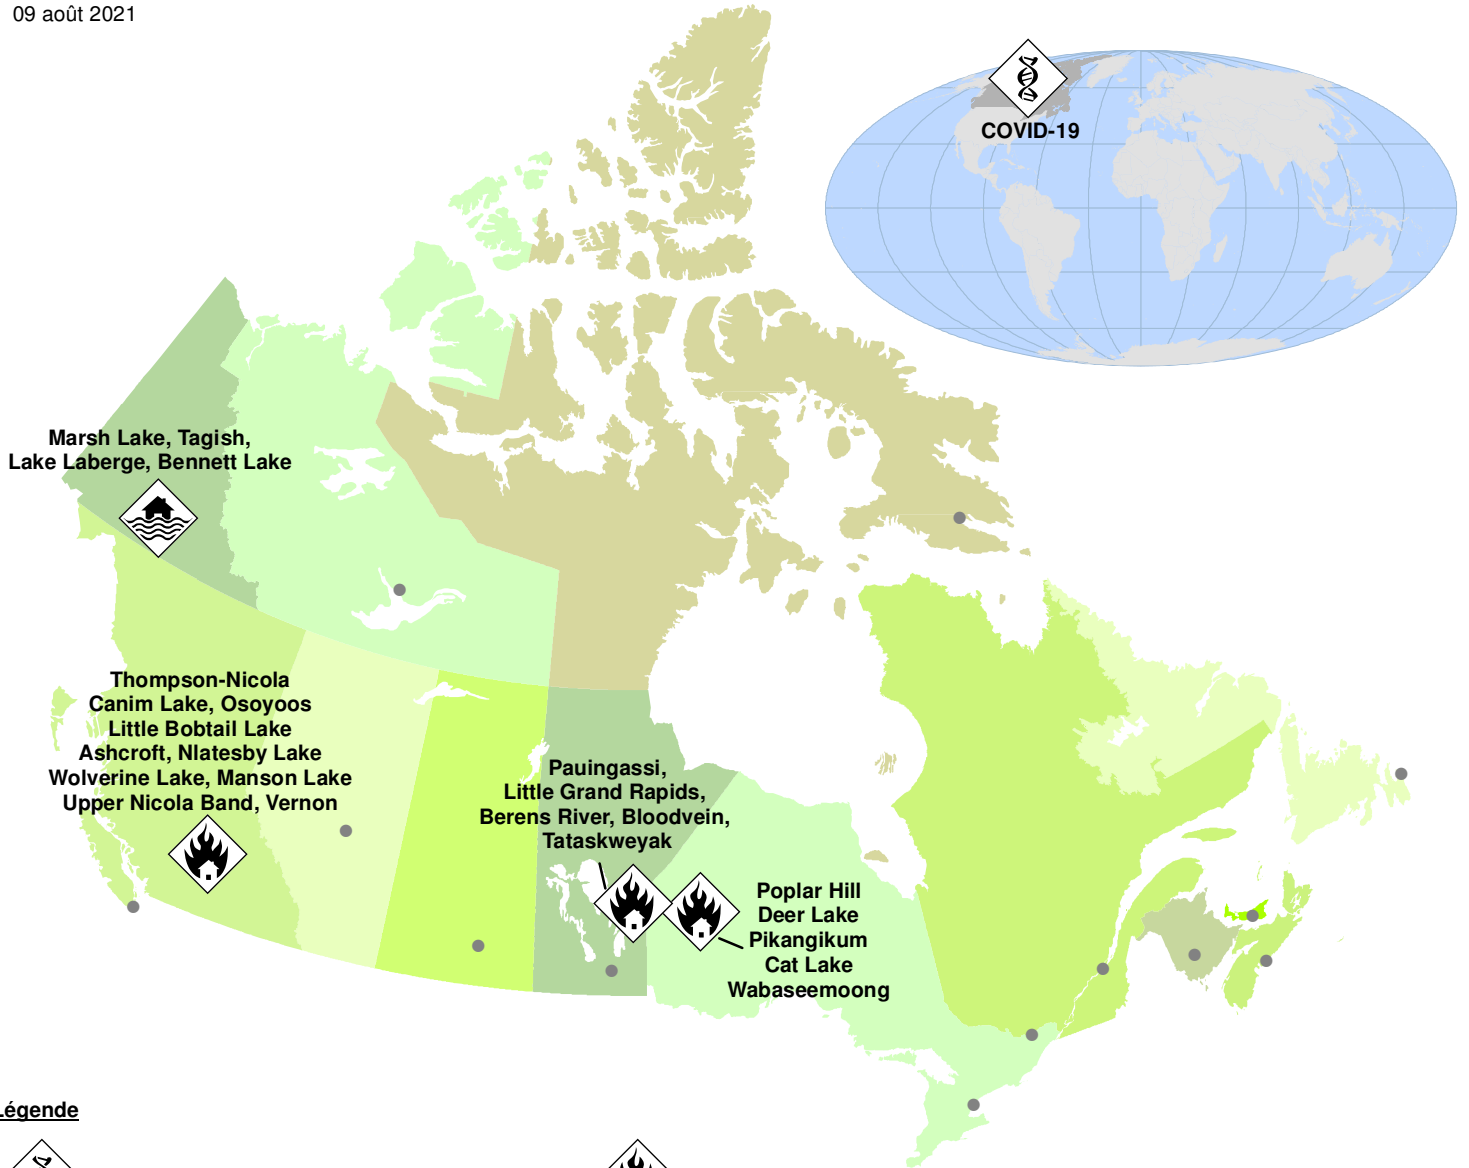 09 août 2021
COVID-19
Marsh Lake, Tagish,
Lake Laberge, Bennett Lake
Thompson-Nicola
Canim Lake, Osoyoos
Little Bobtail Lake
Ashcroft, Nlatesby Lake
Wolverine Lake, Manson Lake
Upper Nicola Band, Vernon
Pauingassi,
Little Grand Rapids,
Berens River, Bloodvein,
Tataskweyak
Poplar Hill
Deer Lake
Pikangikum
Cat Lake
Wabaseemoong
Légende